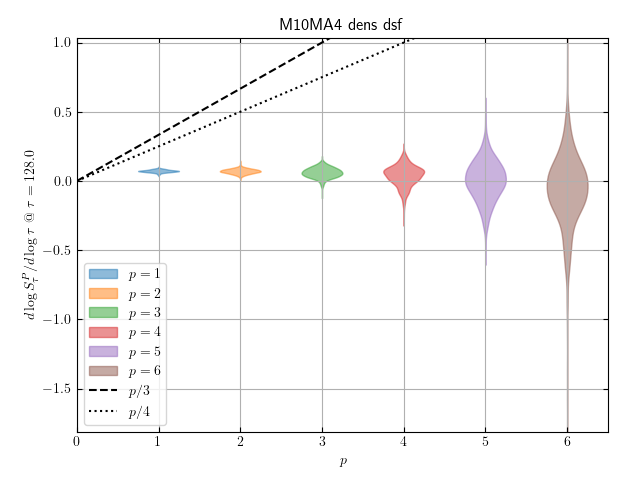 M10MA4 dens dsf
d log S_τ^P / d log τ @ τ = 128.0
1.0
0.5
0.0
−0.5
−1.0
−1.5
p = 1
p = 2
p = 3
p = 4
p = 5
p = 6
p/3
p/4
0 1 2 3 4 5 6
p